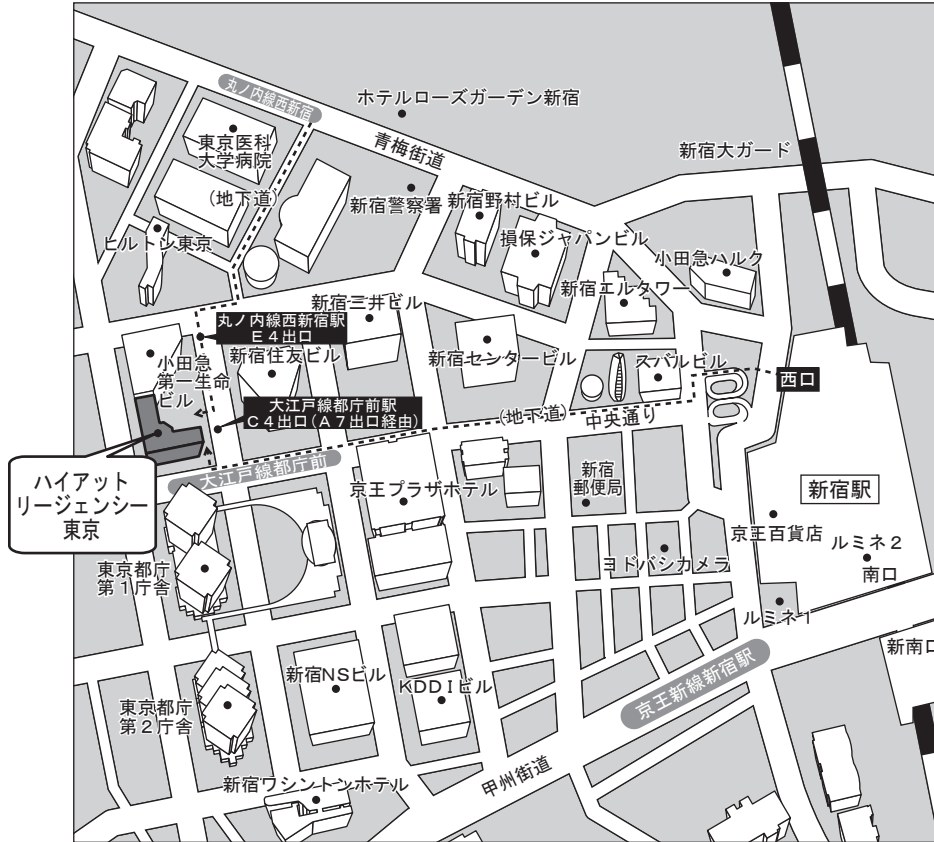 丸ノ内線西新宿
ホテルローズガーデン新宿
東京医科
大学病院
青梅街道
新宿大ガード
(地下道)
新宿警察署
新宿野村ビル
ヒルトン東京
損保ジャパンビル
小田急ハルク
新宿エルタワー
新宿三井ビル
丸ノ内線西新宿駅
E4出口
小田急
第一生命
ビル
新宿住友ビル
新宿センタービル
スバルビル
西口
大江戸線都庁前駅
C4出口(A7出口経由)
(地下道)
中央通り
ハイアット
リージェンシー
東京
大江戸線都庁前
京王プラザホテル
新宿
郵便局
新宿駅
京王百貨店
ルミネ2
南口
東京都庁
第1庁舎
ヨドバシカメラ
ルミネ1
新南口
京王新線新宿駅
新宿NSビル
KDDIビル
東京都庁
第2庁舎
新宿ワシントンホテル
甲州街道